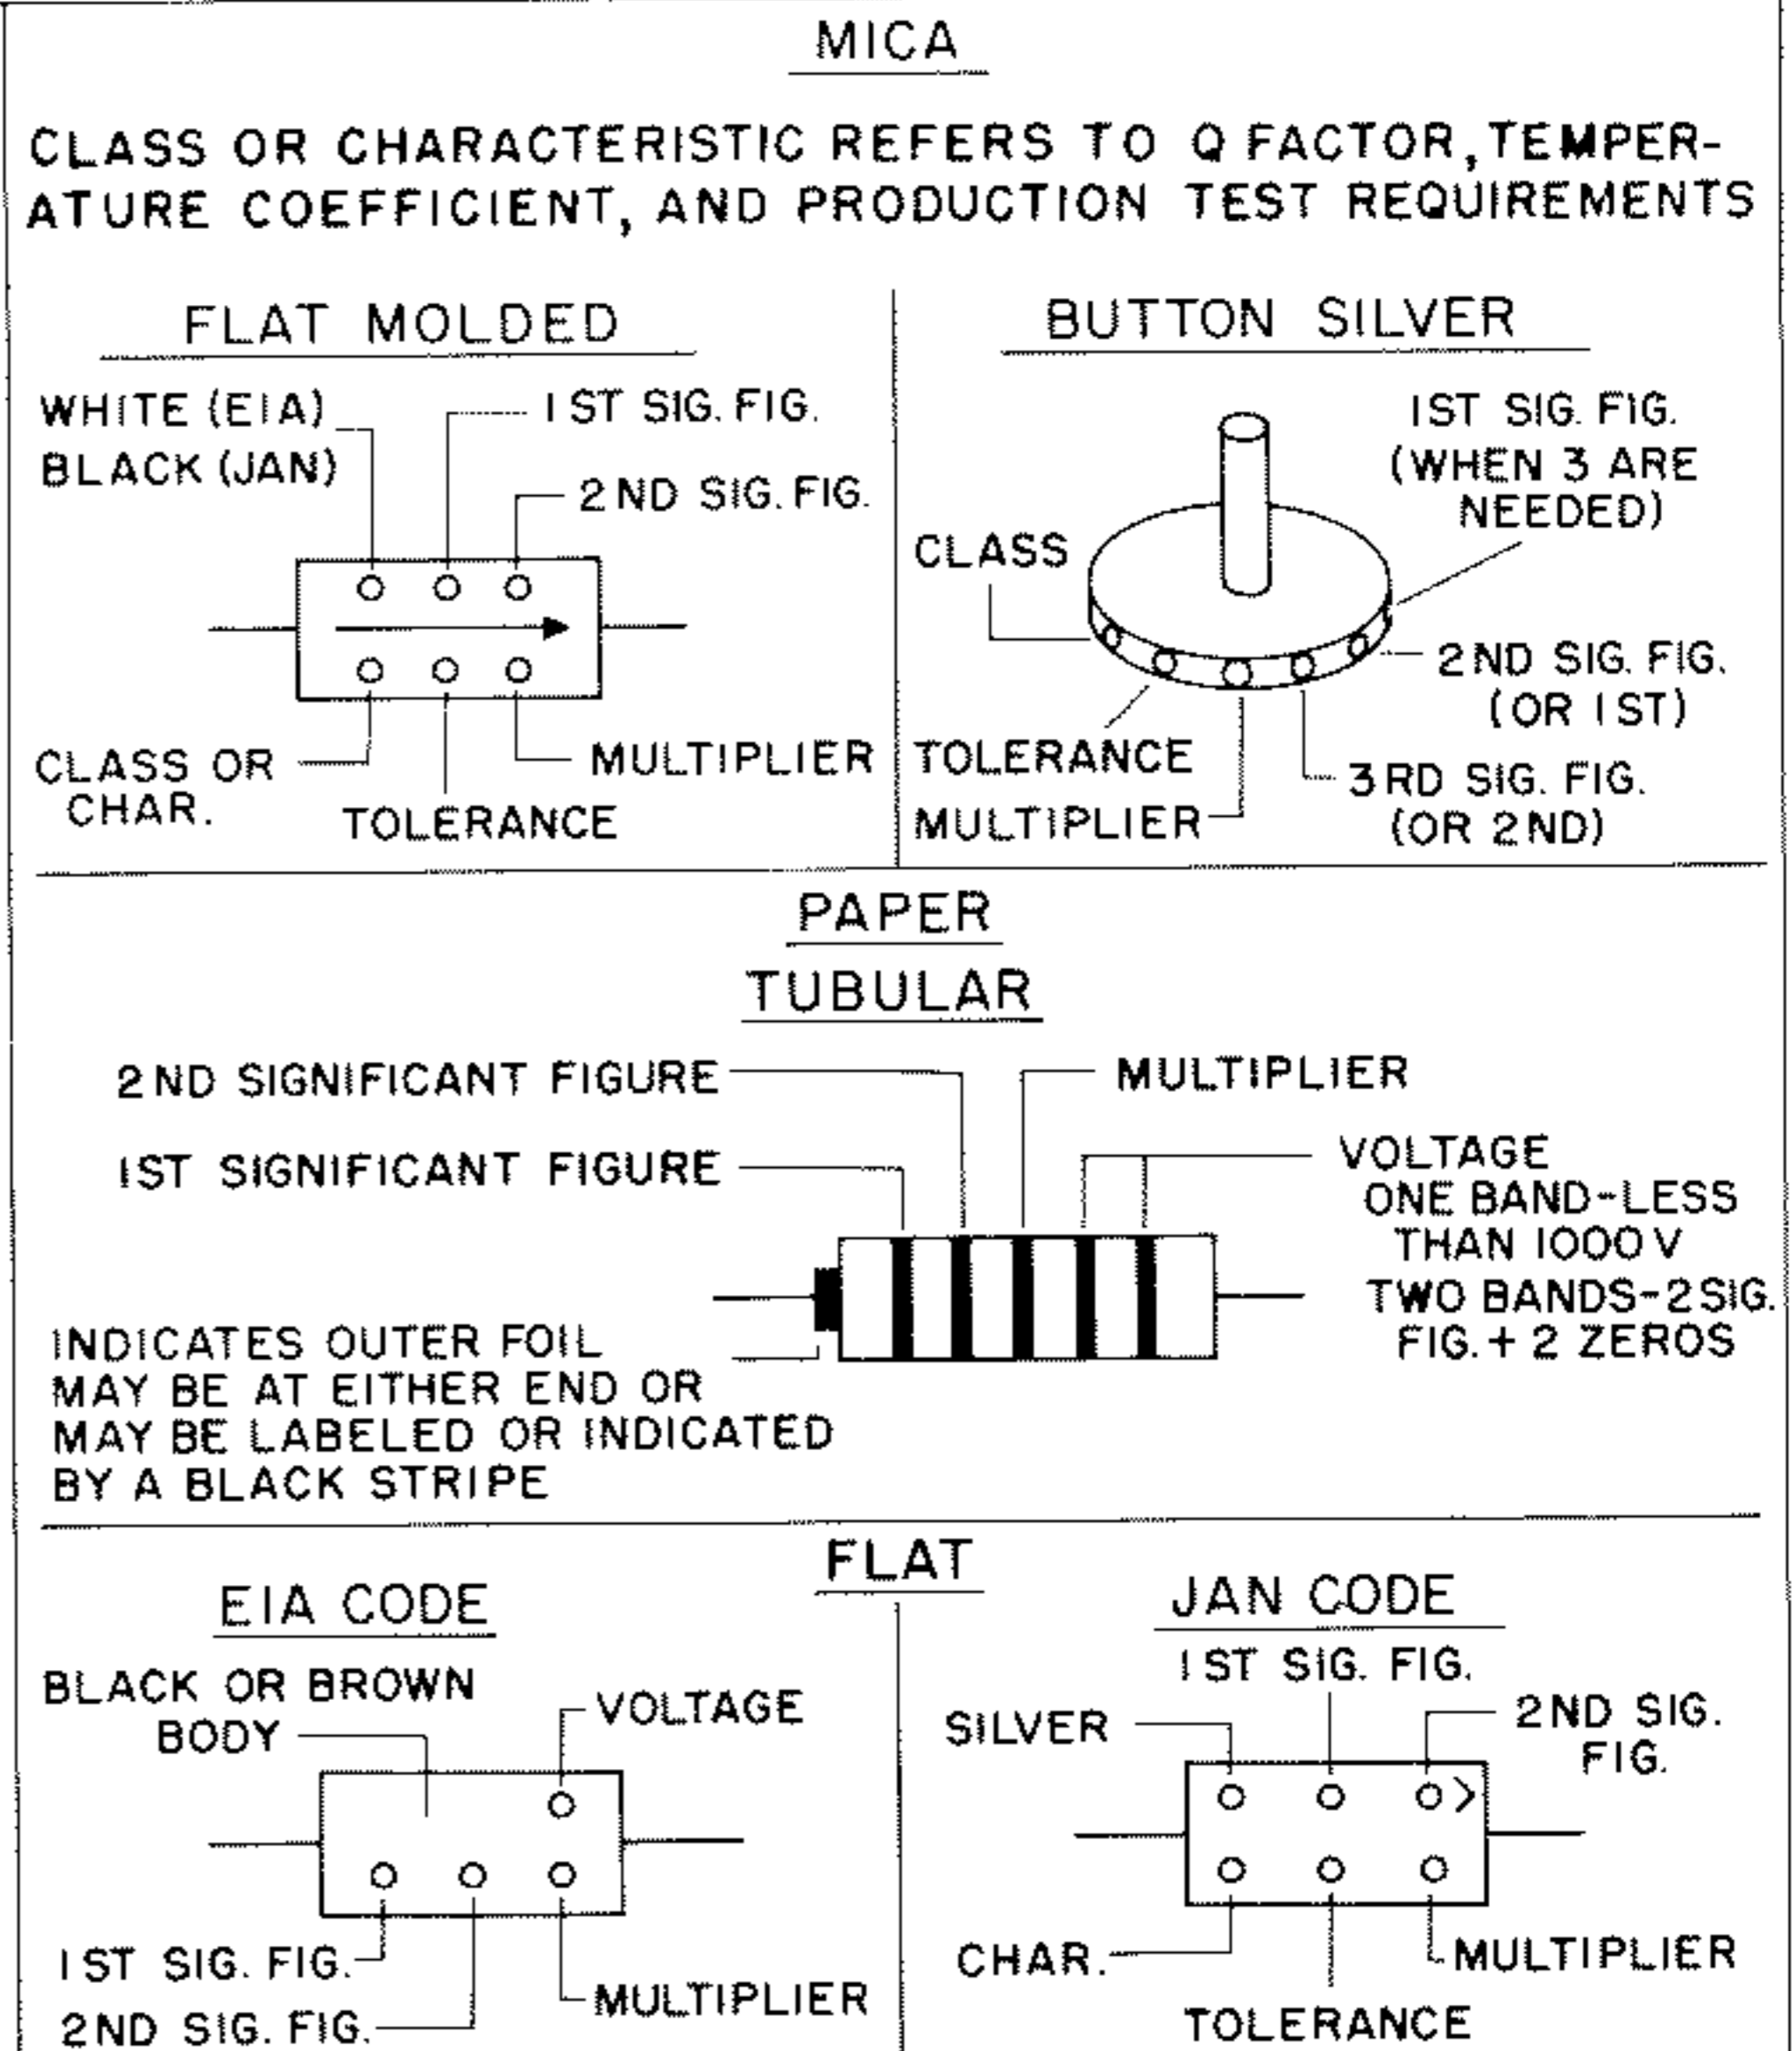 MICA
CLASS OR CHARACTERISTIC REFERS TO Q FACTOR, TEMPER-
ATURE COEFFICIENT, AND PRODUCTION TEST REQUIREMENTS
FLAT MOLDED
WHITE (EIA)
BLACK (JAN)
1ST SIG. FIG.
2ND SIG. FIG.
CLASS OR
CHAR.
TOLERANCE
MULTIPLIER
BUTTON SILVER
1ST SIG. FIG.
(WHEN 3 ARE
NEEDED)
CLASS
2ND SIG. FIG.
(OR 1ST)
TOLERANCE
3RD SIG. FIG.
(OR 2ND)
MULTIPLIER
PAPER
TUBULAR
2ND SIGNIFICANT FIGURE
MULTIPLIER
1ST SIGNIFICANT FIGURE
VOLTAGE
ONE BAND-LESS
THAN 1000V
TWO BANDS-2SIG.
FIG.+ 2 ZEROS
INDICATES OUTER FOIL
MAY BE AT EITHER END OR
MAY BE LABELED OR INDICATED
BY A BLACK STRIPE
FLAT
EIA CODE
BLACK OR BROWN
BODY
VOLTAGE
1ST SIG. FIG.
2ND SIG. FIG.
MULTIPLIER
JAN CODE
1ST SIG. FIG.
SILVER
2ND SIG.
FIG.
CHAR.
MULTIPLIER
TOLERANCE